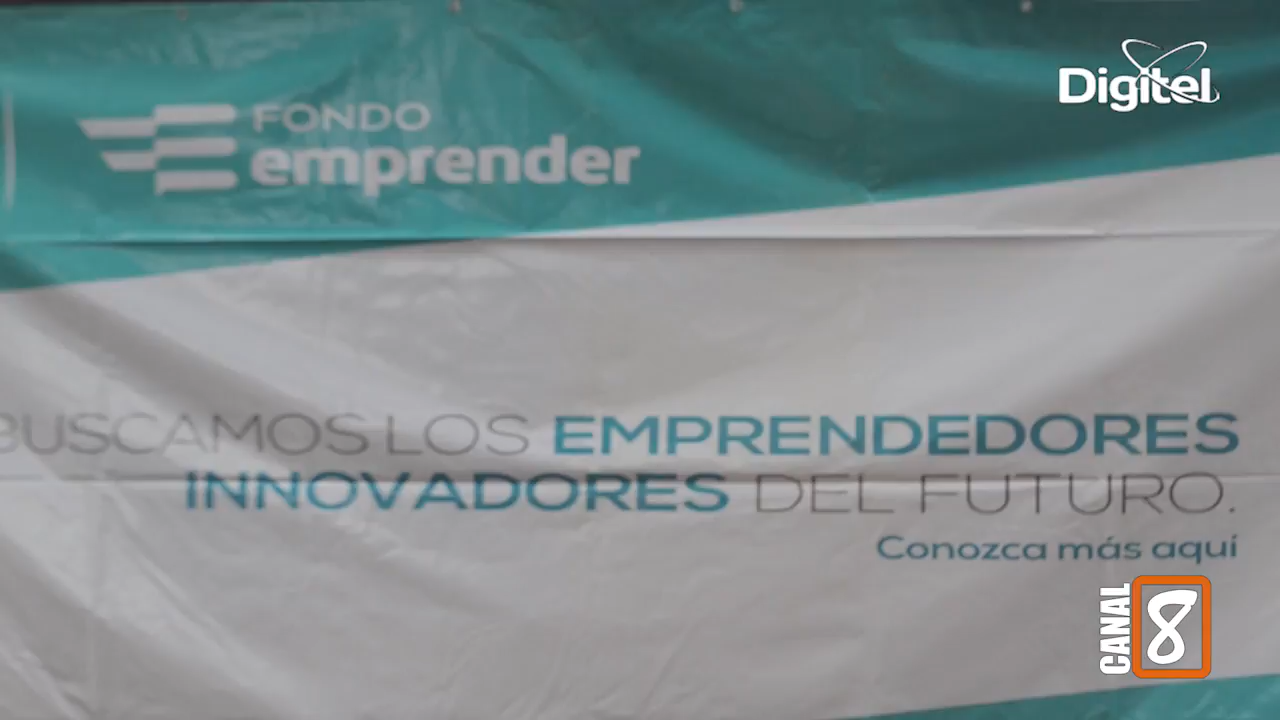 Digitel
FONDO
emprender
BUSCAMOS LOS EMPRENDEDORES
INNOVADORES DEL FUTURO.
Conozca más aquí
CANAL 8